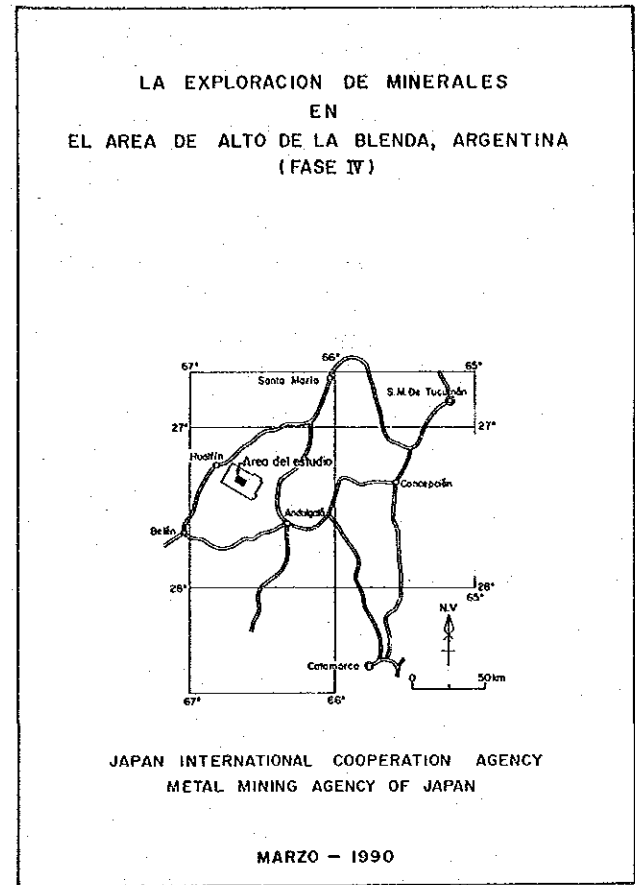 LA EXPLORACION DE MINERALES
EN
EL AREA DE ALTO DE LA BLENDA, ARGENTINA
(FASE IV)
67°
66°
65°
Santa Maria
S.M. De Tucumán
27°
27°
Hualfín
Area del estudio
Concepción
Andalgalá
Belén
28°
28°
65°
N.V
Catamarca
0 50km
67°
66°
JAPAN INTERNATIONAL COOPERATION AGENCY
METAL MINING AGENCY OF JAPAN
MARZO - 1990